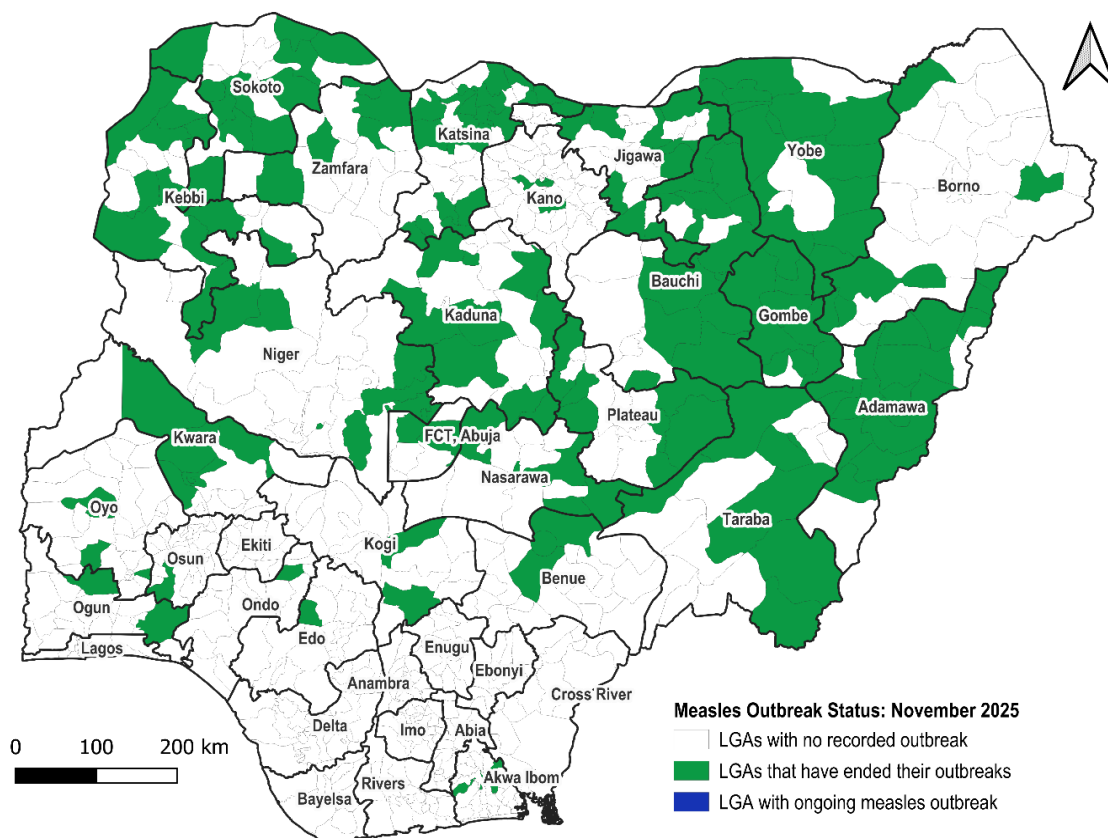 Sokoto
Katsina
Zamfara
Jigawa
Yobe
Borno
Kebbi
Kano
Bauchi
Kaduna
Gombe
Niger
Adamawa
Plateau
Kwara
FCT, Abuja
Nasarawa
Oyo
Taraba
Kogi
Osun
Ekiti
Benue
Ogun
Ondo
Edo
Lagos
Enugu
Ebonyi
Anambra
Cross River
Delta
Imo
Abia
Akwa Ibom
Rivers
Bayelsa
0 100 200 km
Measles Outbreak Status: November 2025
LGAs with no recorded outbreak
LGAs that have ended their outbreaks
LGA with ongoing measles outbreak